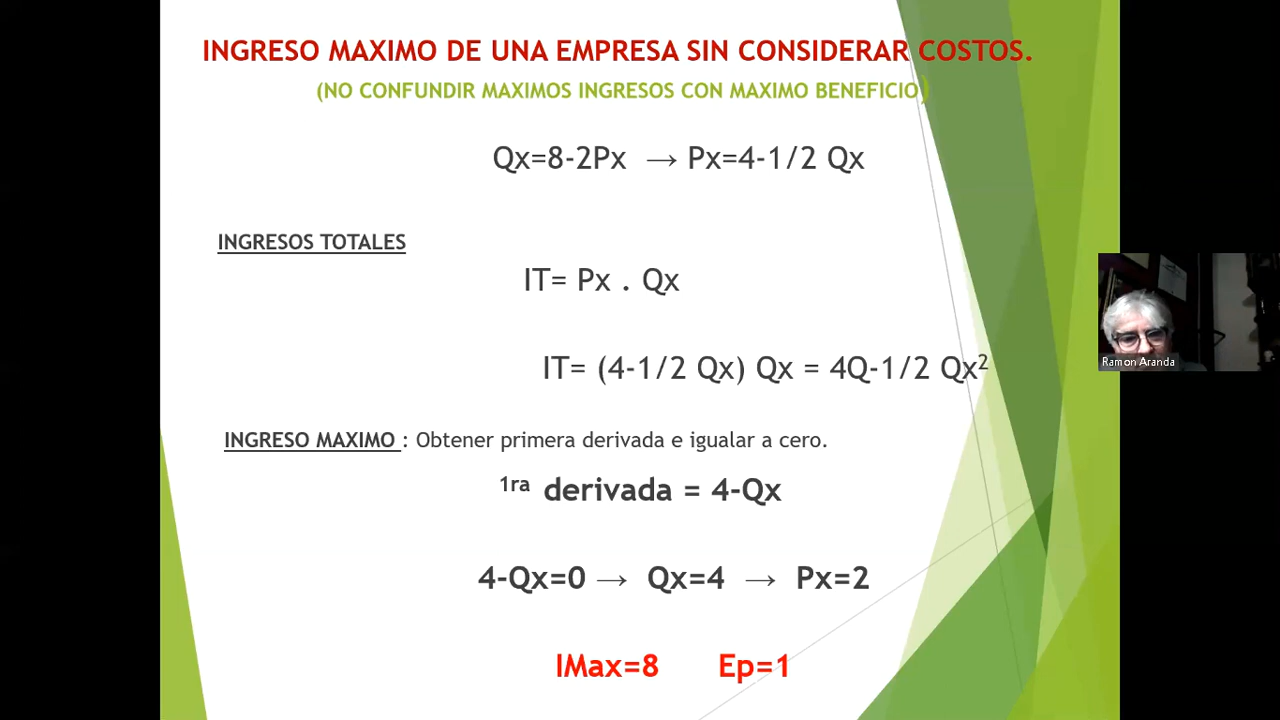 INGRESO MAXIMO DE UNA EMPRESA SIN CONSIDERAR COSTOS.
(NO CONFUNDIR MAXIMOS INGRESOS CON MAXIMO BENEFICIO)
Qx=8-2Px → Px=4-1/2 Qx
INGRESOS TOTALES
IT= Px . Qx
IT= (4-1/2 Qx) Qx = 4Q-1/2 Qx²
INGRESO MAXIMO : Obtener primera derivada e igualar a cero.
1ra derivada = 4-Qx
4-Qx=0 → Qx=4 → Px=2
IMax=8 Ep=1
Ramon Aranda